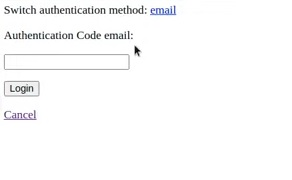 Switch authentication method: email
Authentication Code email:
Login
Cancel